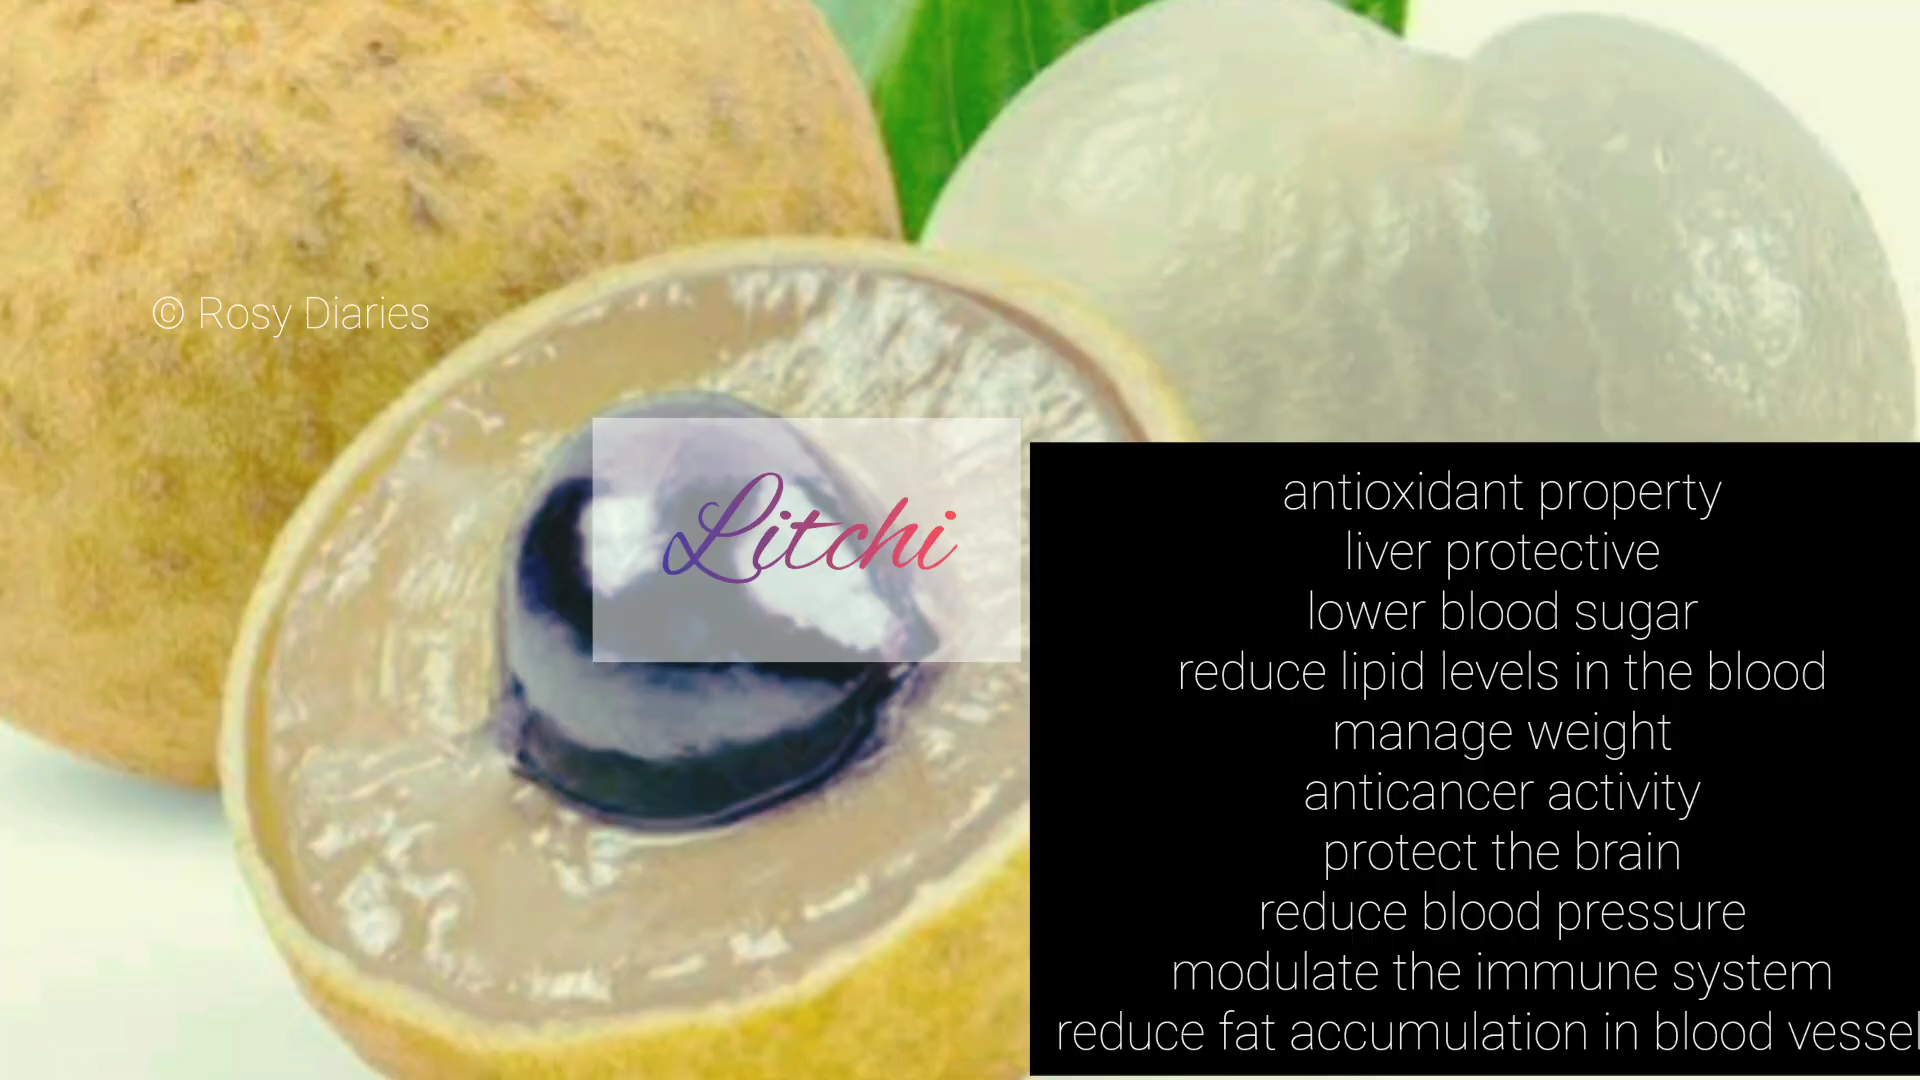 © Rosy Diaries
Litchi
antioxidant property
liver protective
lower blood sugar
reduce lipid levels in the blood
manage weight
anticancer activity
protect the brain
reduce blood pressure
modulate the immune system
reduce fat accumulation in blood vessel